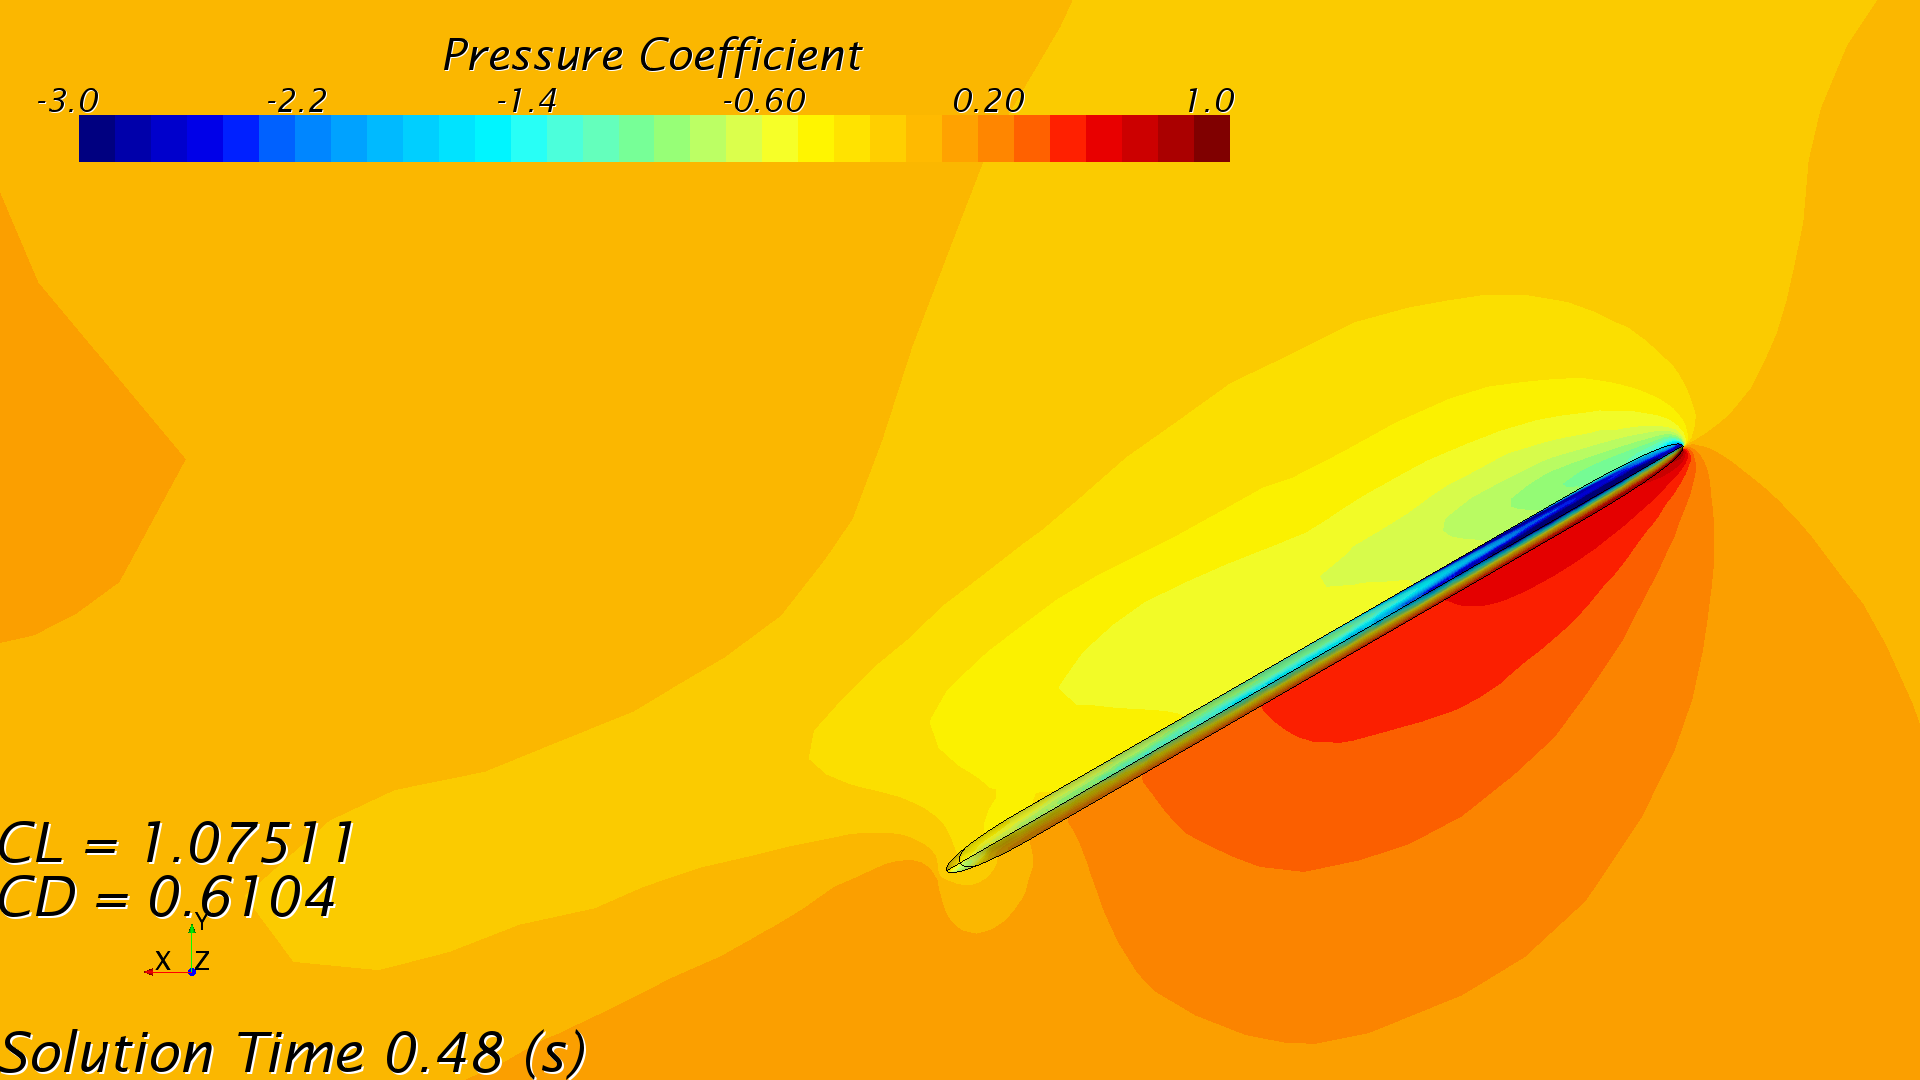 Pressure Coefficient
-3.0 -2.2 -1.4 -0.60 0.20 1.0
CL = 1.07511
CD = 0.6104
Y
X Z
Solution Time 0.48 (s)